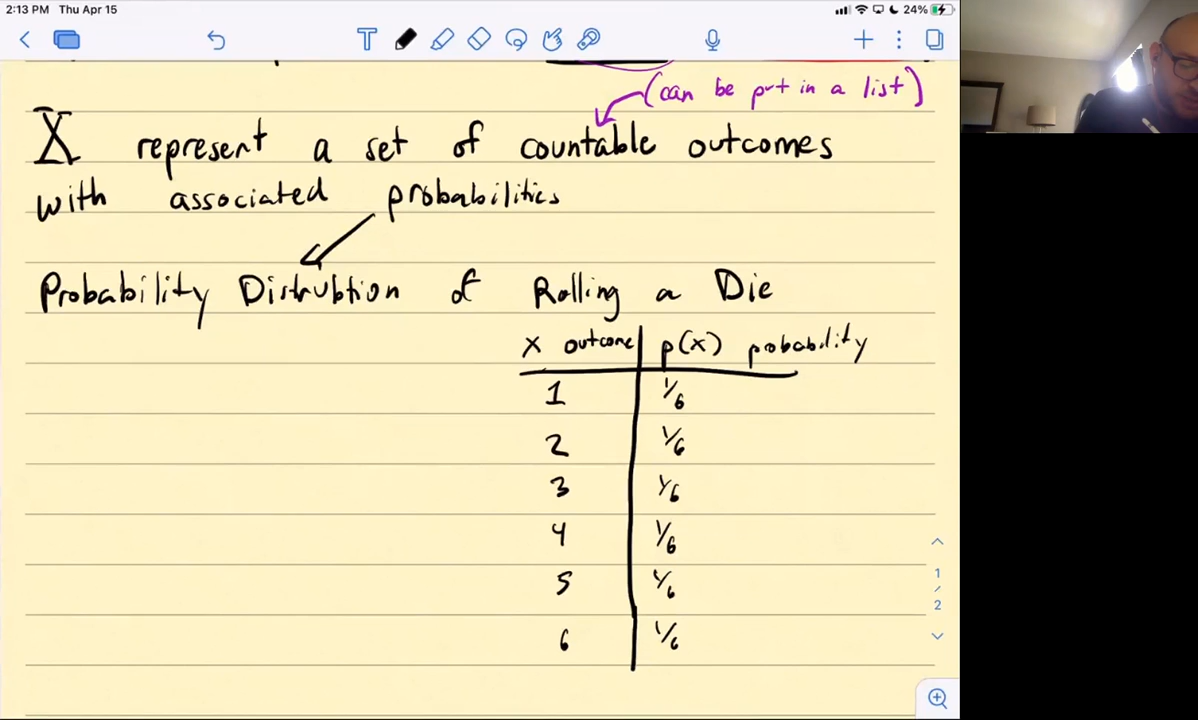 2:13 PM Thu Apr 15 24%
(can be put in a list)
X represent a set of countable outcomes
with associated probabilities
Probability Distrubtion of Rolling a Die
x outcome p(x) probability
1 1/6
2 1/6
3 1/6
4 1/6
5 1/6
6 1/6
1
/
2